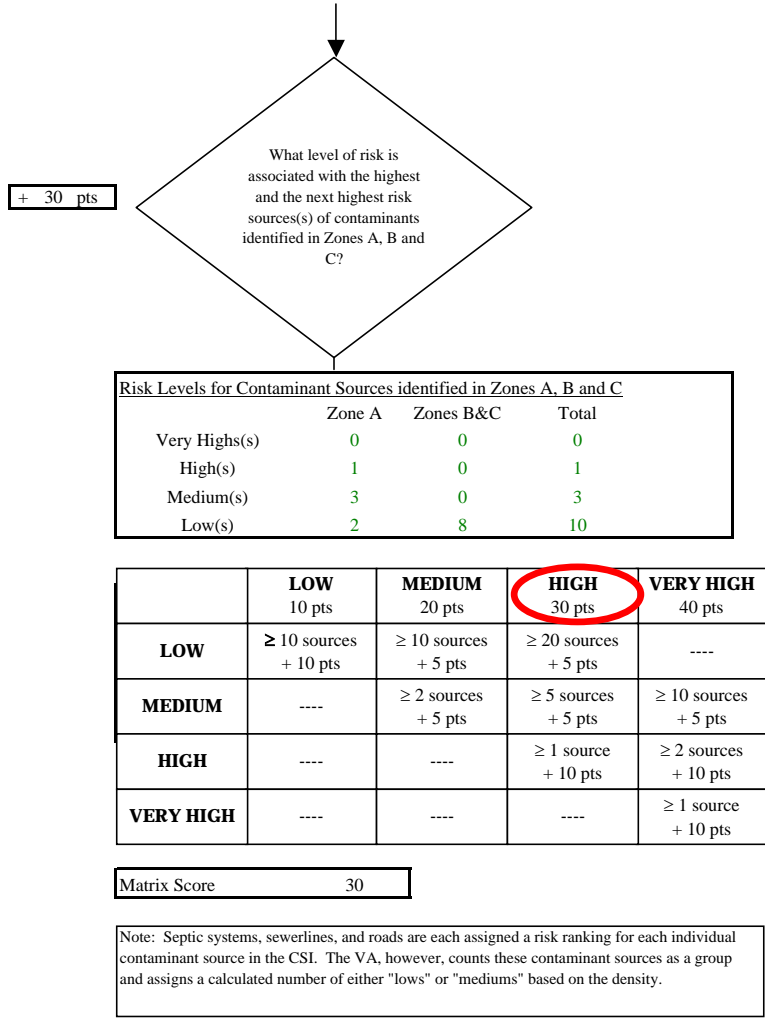 What level of risk is
associated with the highest
and the next highest risk
sources(s) of contaminants
identified in Zones A, B and
C?
+ 30 pts
Risk Levels for Contaminant Sources identified in Zones A, B and C
Zone A Zones B&C Total
Very Highs(s) 0 0 0
High(s) 1 0 1
Medium(s) 3 0 3
Low(s) 2 8 10
LOW MEDIUM HIGH VERY HIGH
10 pts 20 pts 30 pts 40 pts
LOW ≥ 10 sources ≥ 10 sources ≥ 20 sources ----
+ 10 pts + 5 pts + 5 pts
MEDIUM ---- ≥ 2 sources ≥ 5 sources ≥ 10 sources
+ 5 pts + 5 pts + 5 pts
HIGH ---- ---- ≥ 1 source ≥ 2 sources
+ 10 pts + 10 pts
VERY HIGH ---- ---- ---- ≥ 1 source
+ 10 pts
Matrix Score 30
Note: Septic systems, sewerlines, and roads are each assigned a risk ranking for each individual
contaminant source in the CSI. The VA, however, counts these contaminant sources as a group
and assigns a calculated number of either "lows" or "mediums" based on the density.